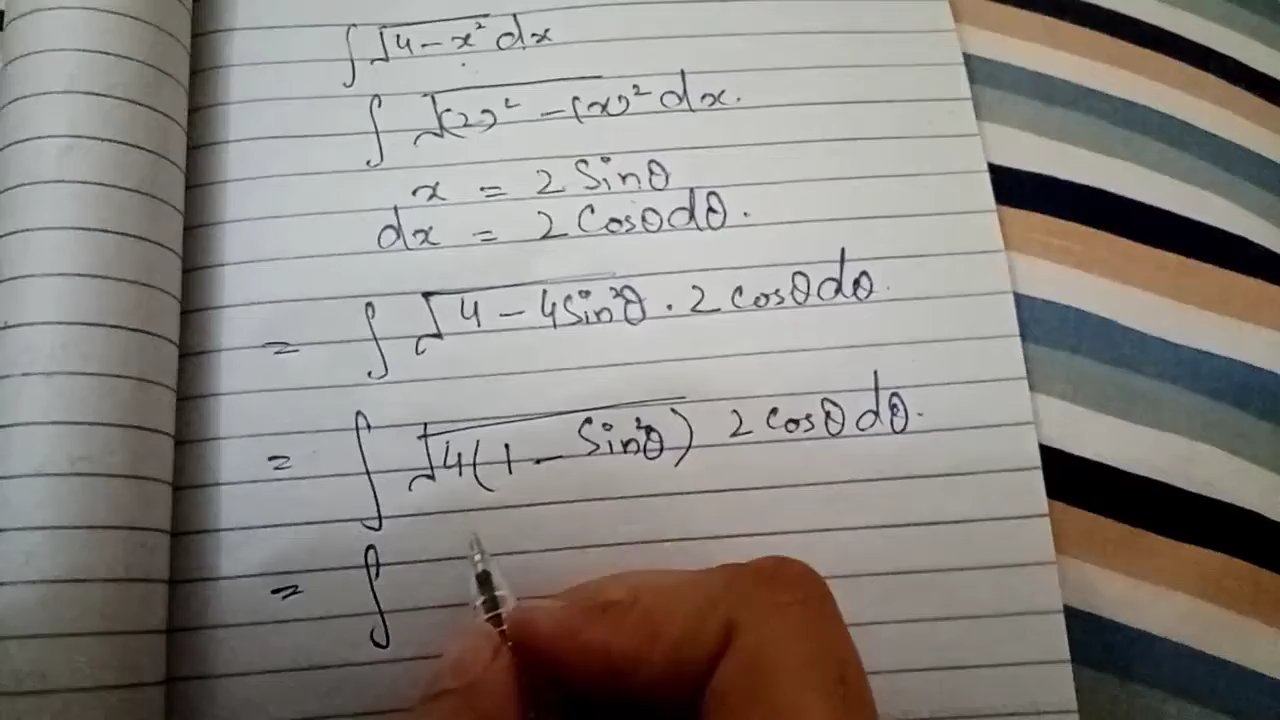 ∫ √4 - x² dx
∫ √(2)² - (x)² dx.
x = 2 Sinθ
dx = 2 Cosθ dθ.
= ∫ √4 - 4Sin²θ . 2 cosθ dθ.
= ∫ √4(1 - Sin²θ) 2 cosθ dθ.
= ∫